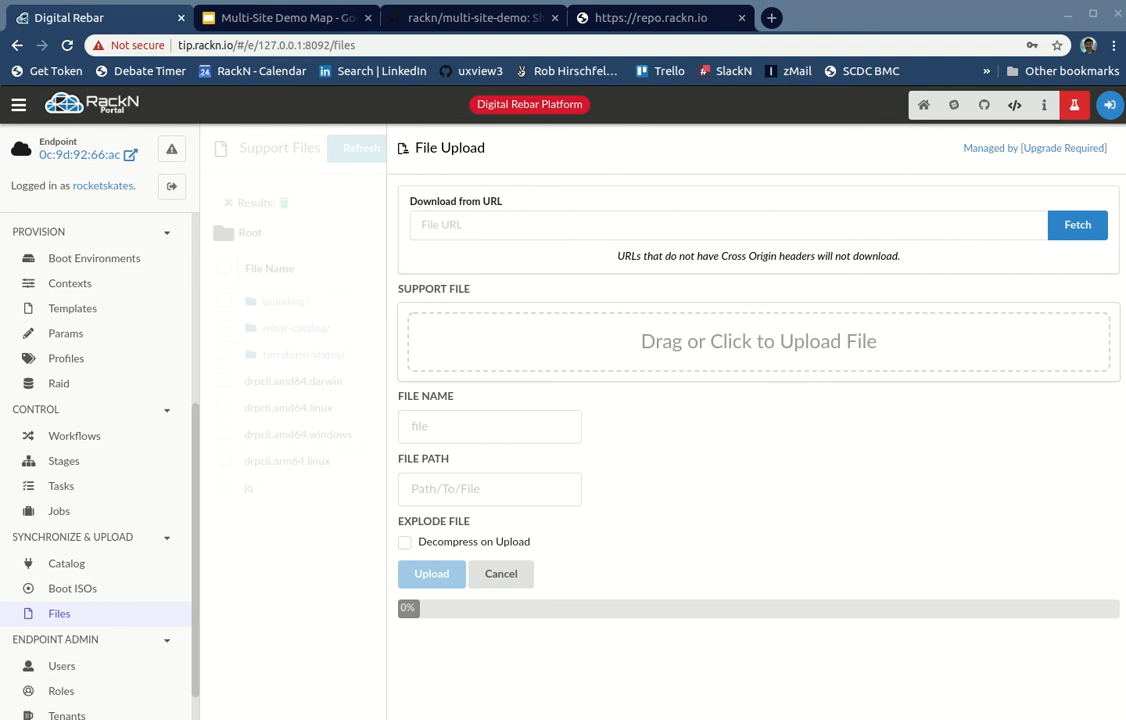 Digital Rebar
Multi-Site Demo Map - Go
rackn/multi-site-demo: Sh
https://repo.rackn.io
Not secure
tip.rackn.io/#/e/127.0.0.1:8092/files
Get Token
Debate Timer
24
RackN - Calendar
Search | LinkedIn
uxview3
Rob Hirschfel...
Trello
SlackN
zMail
SCDC BMC
»
Other bookmarks
RackN
Portal
Digital Rebar Platform
Endpoint
0c:9d:92:66:ac
Logged in as rocketskates.
PROVISION
Boot Environments
Contexts
Templates
Params
Profiles
Raid
CONTROL
Workflows
Stages
Tasks
Jobs
SYNCHRONIZE & UPLOAD
Catalog
Boot ISOs
Files
ENDPOINT ADMIN
Users
Roles
Tenants
Support Files
Refresh
Results:
Root
File Name
branding/
rebar-catalog/
terraform-states/
drpcli.amd64.darwin
drpcli.amd64.linux
drpcli.amd64.windows
drpcli.arm64.linux
jq
File Upload
Managed by [Upgrade Required]
Download from URL
File URL
Fetch
URLs that do not have Cross Origin headers will not download.
SUPPORT FILE
Drag or Click to Upload File
FILE NAME
file
FILE PATH
Path/To/File
EXPLODE FILE
Decompress on Upload
Upload
Cancel
0%